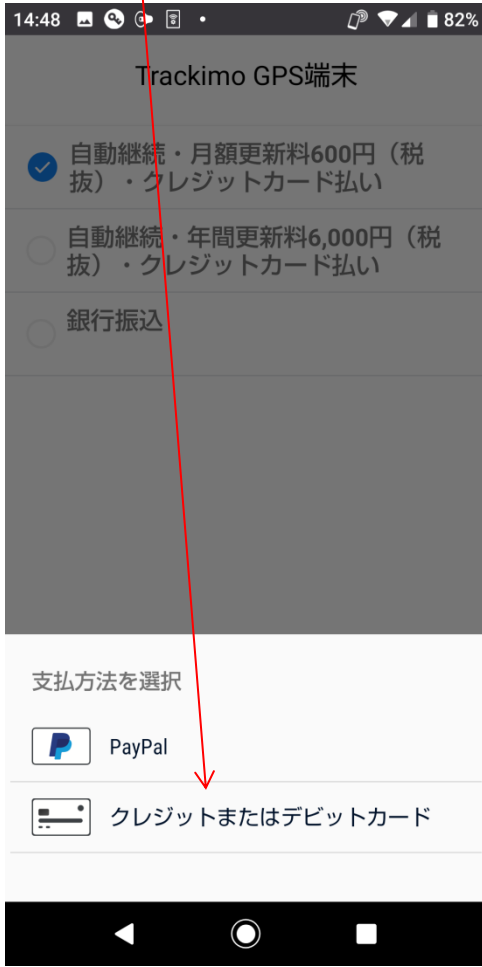 14:48
82%
Trackimo GPS端末
自動継続・月額更新料600円（税
抜）・クレジットカード払い
自動継続・年間更新料6,000円（税
抜）・クレジットカード払い
銀行振込
支払方法を選択
PayPal
クレジットまたはデビットカード